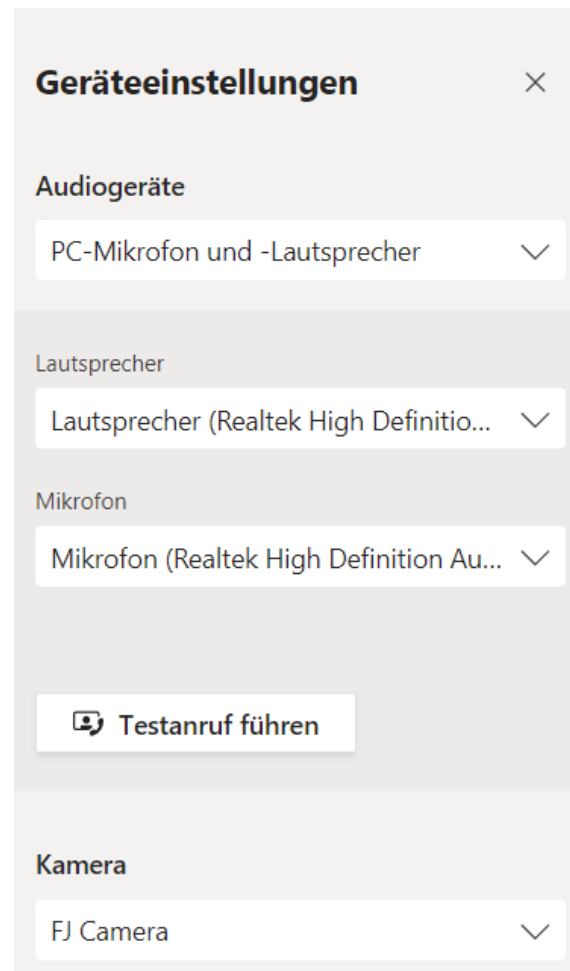 Geräteeinstellungen
Audiogeräte
PC-Mikrofon und -Lautsprecher
Lautsprecher
Lautsprecher (Realtek High Definitio...
Mikrofon
Mikrofon (Realtek High Definition Au...
Testanruf führen
Kamera
FJ Camera